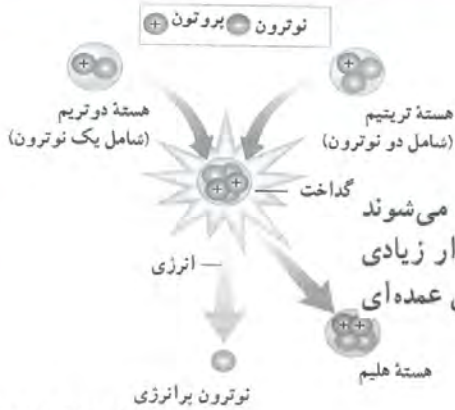 نوترون پروتون
هستهٔ دوتریم
(شامل یک نوترون)
هستهٔ تریتیم
(شامل دو نوترون)
گداخت
می‌شوند
ار زیادی
عمده‌ای
انرژی
هستهٔ هلیم
نوترون پرانرژی